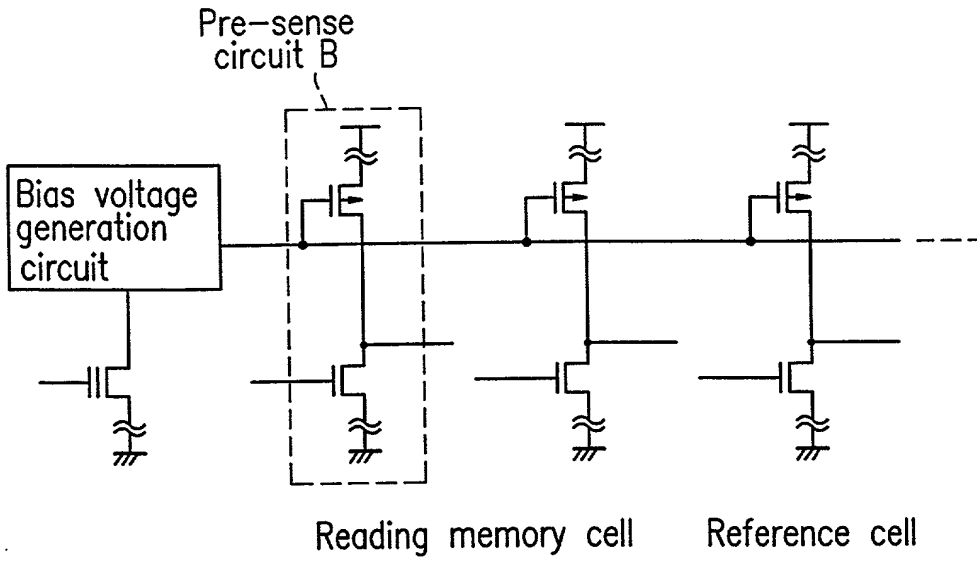 Pre-sense
circuit B
Bias voltage
generation
circuit
Reading memory cell
Reference cell